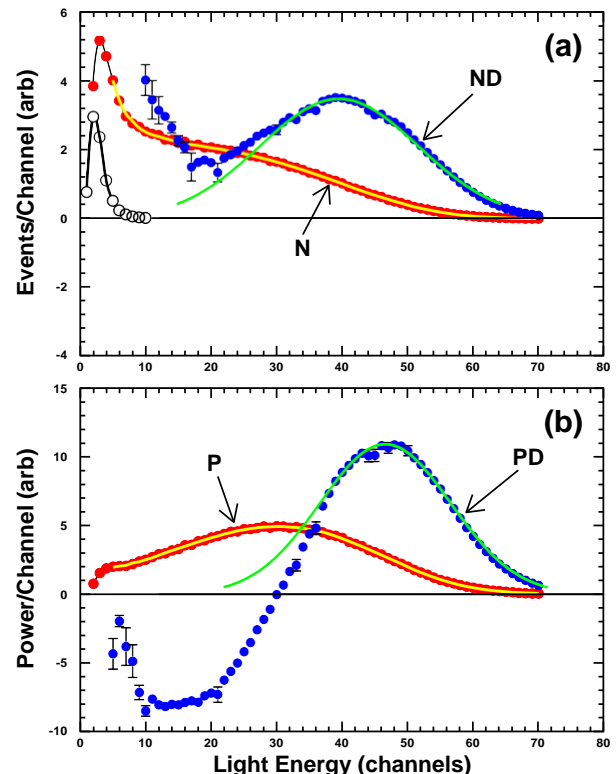 6
4
2
0
-2
-4
0 10 20 30 40 50 60 70 80
Events/Channel (arb)
(a)
ND
N
15
10
5
0
-5
-10
0 10 20 30 40 50 60 70 80
Power/Channel (arb)
(b)
P
PD
Light Energy (channels)